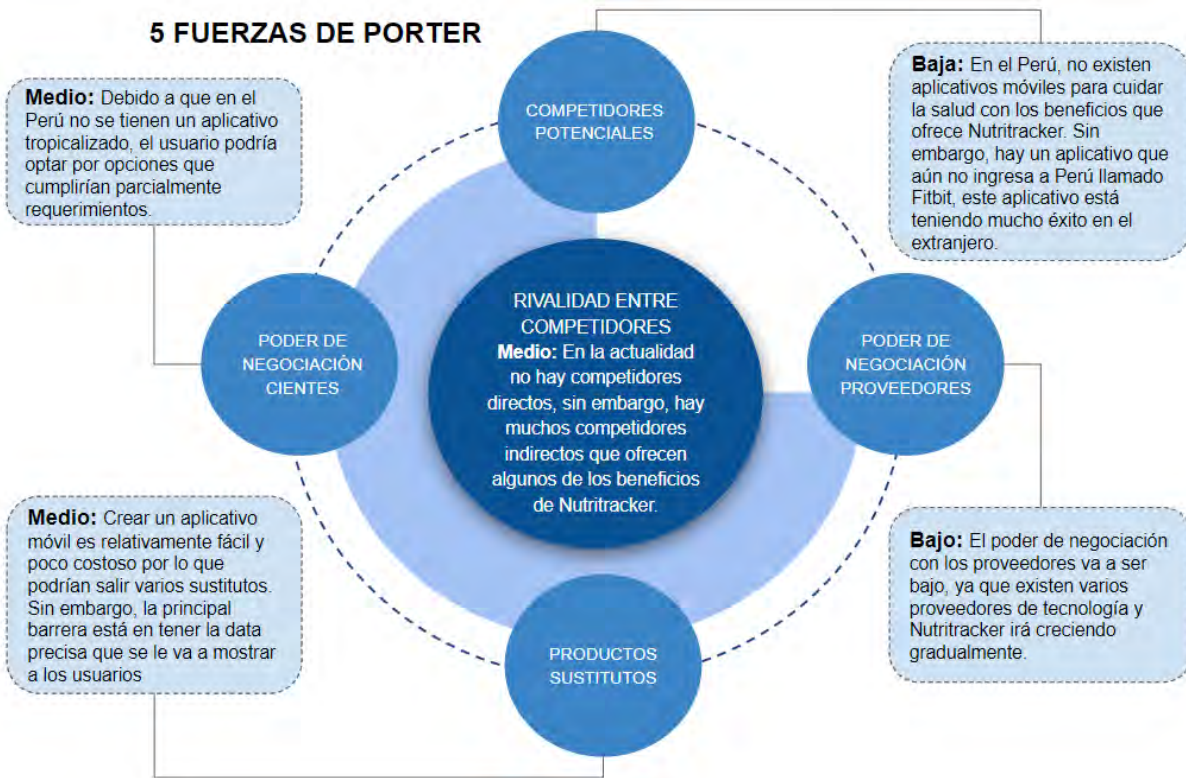 5 FUERZAS DE PORTER
Medio: Debido a que en el
Perú no se tienen un aplicativo
tropicalizado, el usuario podría
optar por opciones que
cumplirían parcialmente
requerimientos.
COMPETIDORES
POTENCIALES
Baja: En el Perú, no existen
aplicativos móviles para cuidar
la salud con los beneficios que
ofrece Nutritracker. Sin
embargo, hay un aplicativo que
aún no ingresa a Perú llamado
Fitbit, este aplicativo está
teniendo mucho éxito en el
extranjero.
PODER DE
NEGOCIACIÓN
CIENTES
RIVALIDAD ENTRE
COMPETIDORES
Medio: En la actualidad
no hay competidores
directos, sin embargo, hay
muchos competidores
indirectos que ofrecen
algunos de los beneficios
de Nutritracker.
PODER DE
NEGOCIACIÓN
PROVEEDORES
Medio: Crear un aplicativo
móvil es relativamente fácil y
poco costoso por lo que
podrían salir varios sustitutos.
Sin embargo, la principal
barrera está en tener la data
precisa que se le va a mostrar
a los usuarios
PRODUCTOS
SUSTITUTOS
Bajo: El poder de negociación
con los proveedores va a ser
bajo, ya que existen varios
proveedores de tecnología y
Nutritracker irá creciendo
gradualmente.